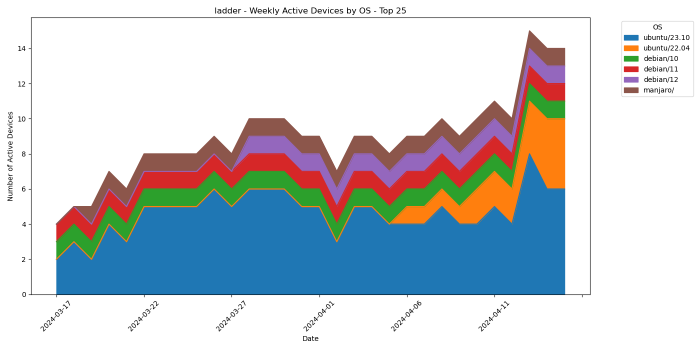 ladder - Weekly Active Devices by OS - Top 25
Number of Active Devices
14
12
10
8
6
4
2
0
2024-03-17
2024-03-22
2024-03-27
2024-04-01
2024-04-06
2024-04-11
Date
OS
ubuntu/23.10
ubuntu/22.04
debian/10
debian/11
debian/12
manjaro/